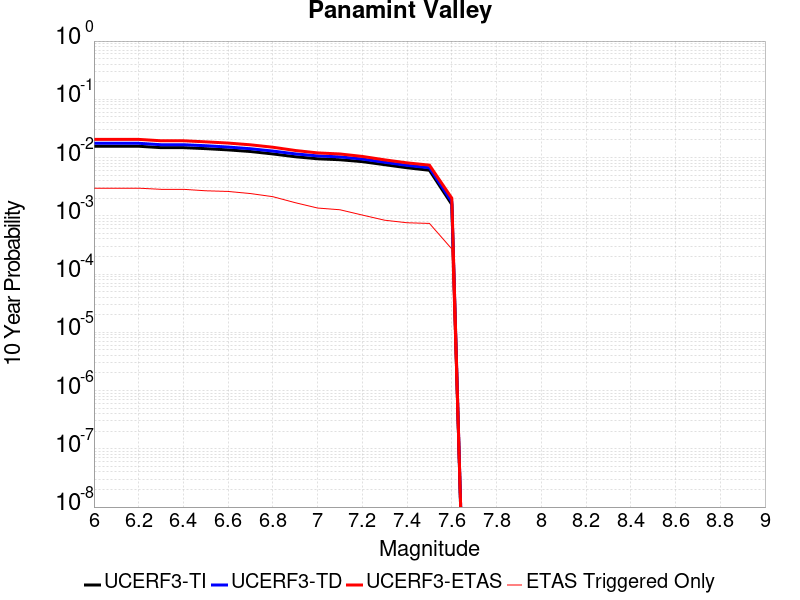 Panamint Valley
10^0
10^-1
10^-2
10^-3
10^-4
10^-5
10^-6
10^-7
10^-8
10 Year Probability
6 6.2 6.4 6.6 6.8 7 7.2 7.4 7.6 7.8 8 8.2 8.4 8.6 8.8 9
Magnitude
UCERF3-TI UCERF3-TD UCERF3-ETAS ETAS Triggered Only